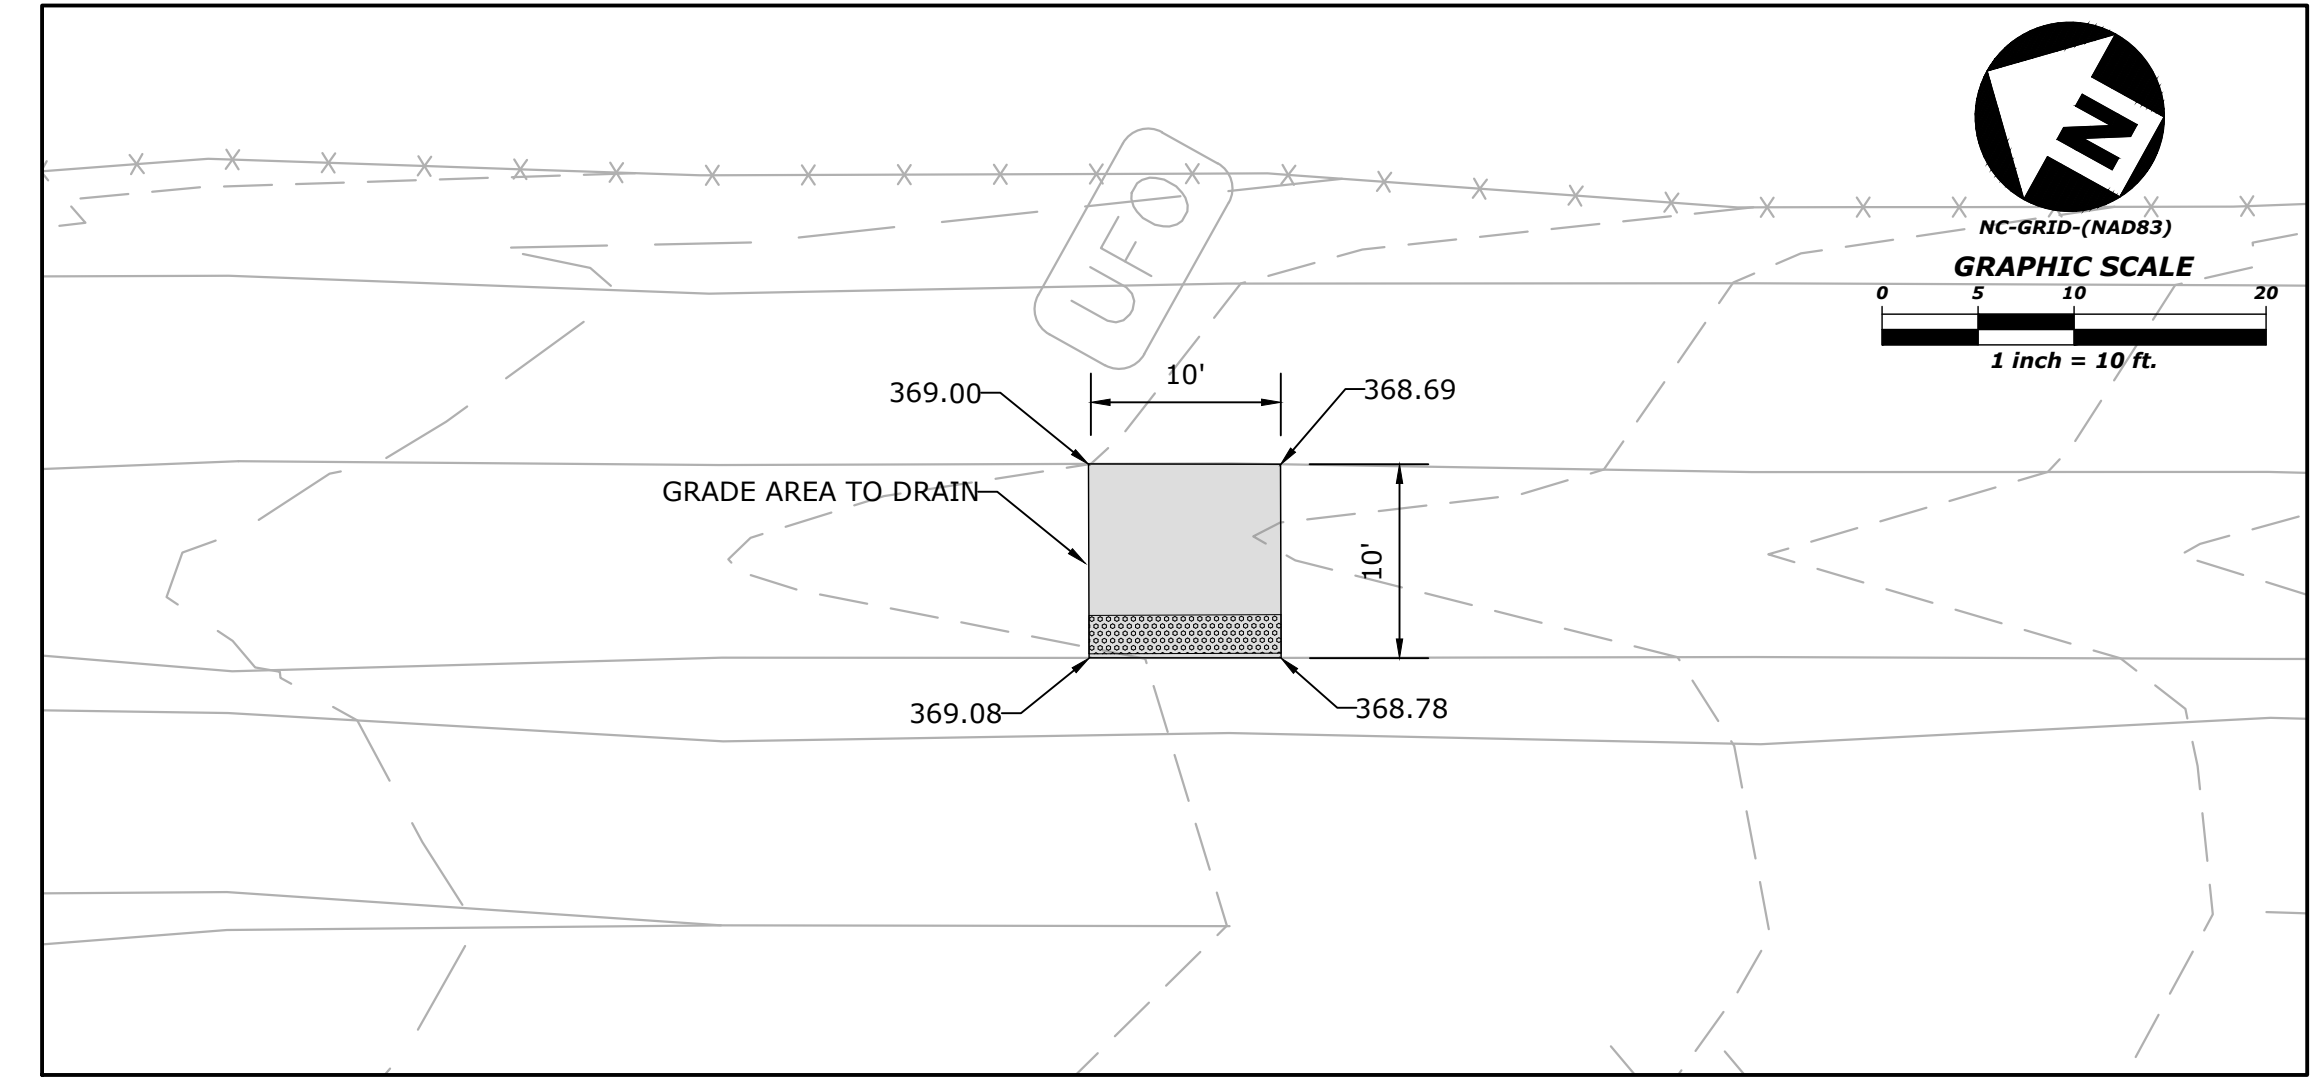 N
NC-GRID-(NAD83)
GRAPHIC SCALE
0 5 10 20
1 inch = 10 ft.
UFO
10'
369.00
368.69
GRADE AREA TO DRAIN
10'
369.08
368.78